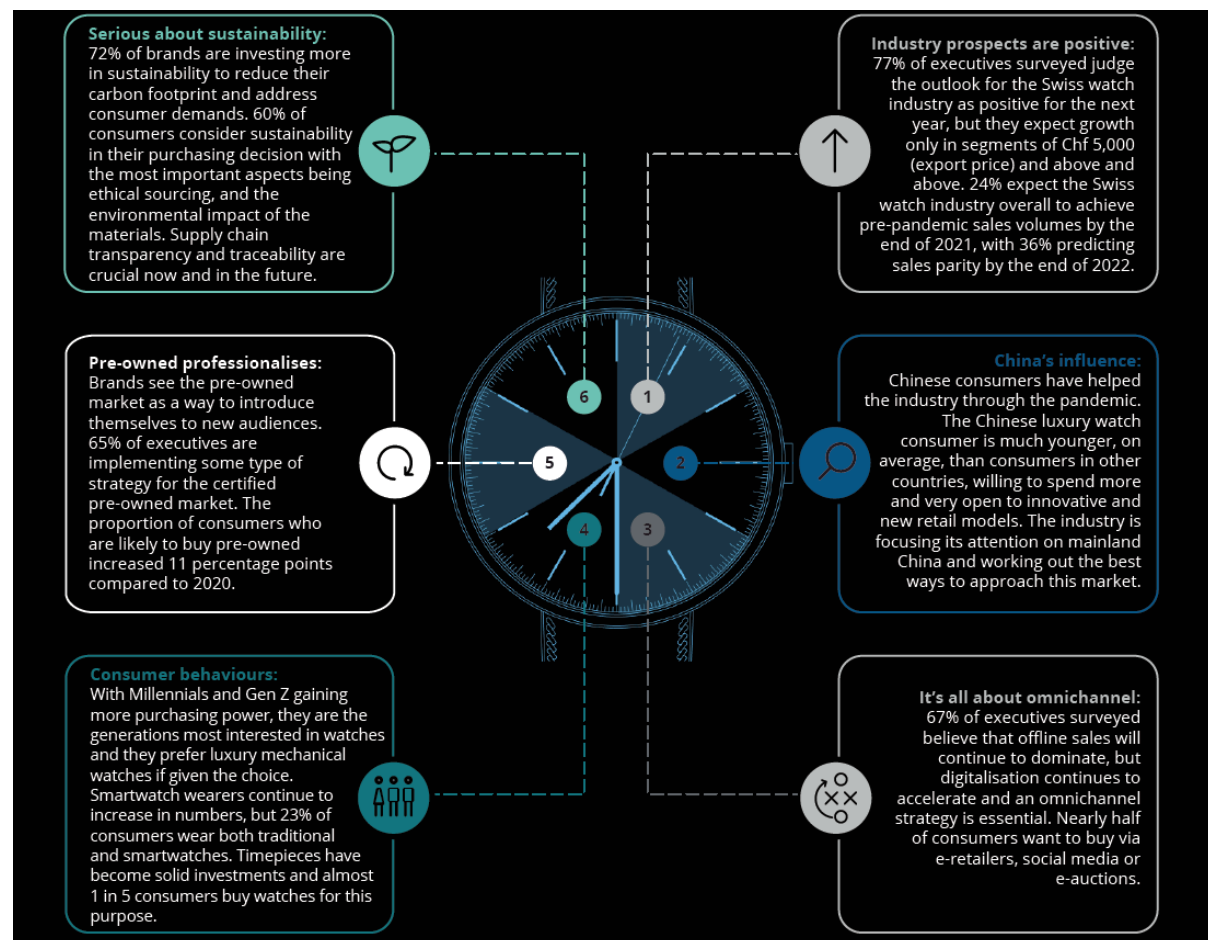 Serious about sustainability:
72% of brands are investing more
in sustainability to reduce their
carbon footprint and address
consumer demands. 60% of
consumers consider sustainability
in their purchasing decision with
the most important aspects being
ethical sourcing, and the
environmental impact of the
materials. Supply chain
transparency and traceability are
crucial now and in the future.
Industry prospects are positive:
77% of executives surveyed judge
the outlook for the Swiss watch
industry as positive for the next
year, but they expect growth
only in segments of Chf 5,000
(export price) and above and
above. 24% expect the Swiss
watch industry overall to achieve
pre-pandemic sales volumes by the
end of 2021, with 36% predicting
sales parity by the end of 2022.
Pre-owned professionalises:
Brands see the pre-owned
market as a way to introduce
themselves to new audiences.
65% of executives are
implementing some type of
strategy for the certified
pre-owned market. The
proportion of consumers who
are likely to buy pre-owned
increased 11 percentage points
compared to 2020.
6
1
5
2
4
3
China's influence:
Chinese consumers have helped
the industry through the pandemic.
The Chinese luxury watch
consumer is much younger, on
average, than consumers in other
countries, willing to spend more
and very open to innovative and
new retail models. The industry is
focusing its attention on mainland
China and working out the best
ways to approach this market.
Consumer behaviours:
With Millennials and Gen Z gaining
more purchasing power, they are the
generations most interested in watches
and they prefer luxury mechanical
watches if given the choice.
Smartwatch wearers continue to
increase in numbers, but 23% of
consumers wear both traditional
and smartwatches. Timepieces have
become solid investments and almost
1 in 5 consumers buy watches for this
purpose.
It's all about omnichannel:
67% of executives surveyed
believe that offline sales will
continue to dominate, but
digitalisation continues to
accelerate and an omnichannel
strategy is essential. Nearly half
of consumers want to buy via
e-retailers, social media or
e-auctions.